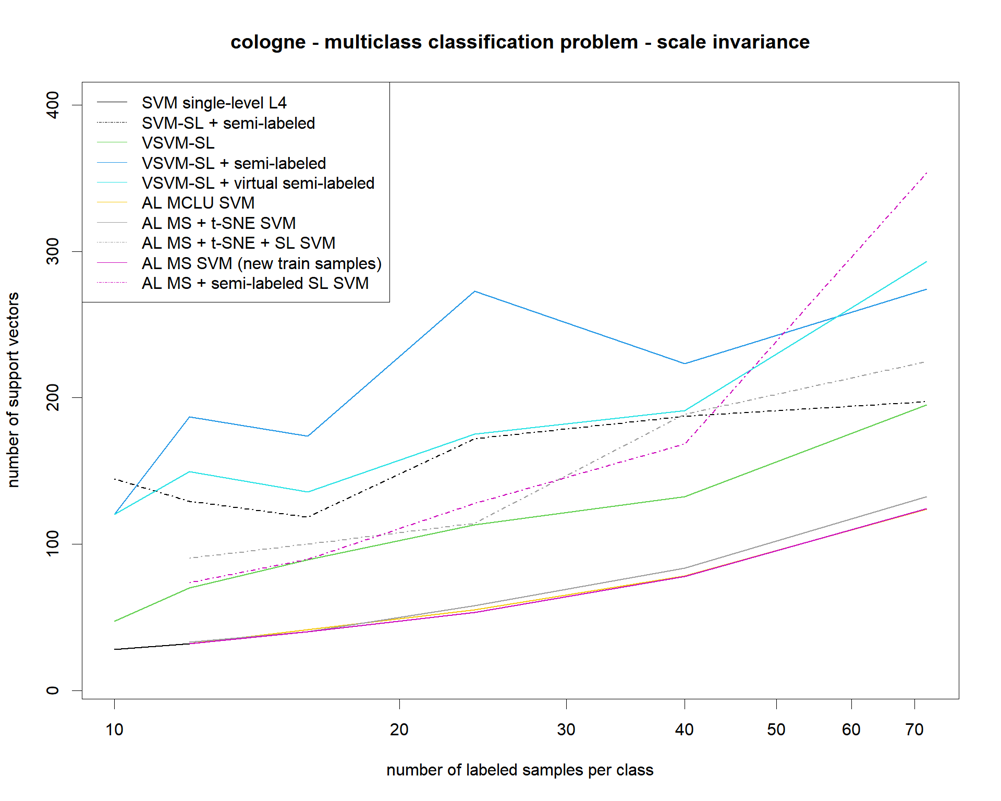 cologne - multiclass classification problem - scale invariance
SVM single-level L4
SVM-SL + semi-labeled
VSVM-SL
VSVM-SL + semi-labeled
VSVM-SL + virtual semi-labeled
AL MCLU SVM
AL MS + t-SNE SVM
AL MS + t-SNE + SL SVM
AL MS SVM (new train samples)
AL MS + semi-labeled SL SVM
number of support vectors
400
300
200
100
0
10 20 30 40 50 60 70
number of labeled samples per class